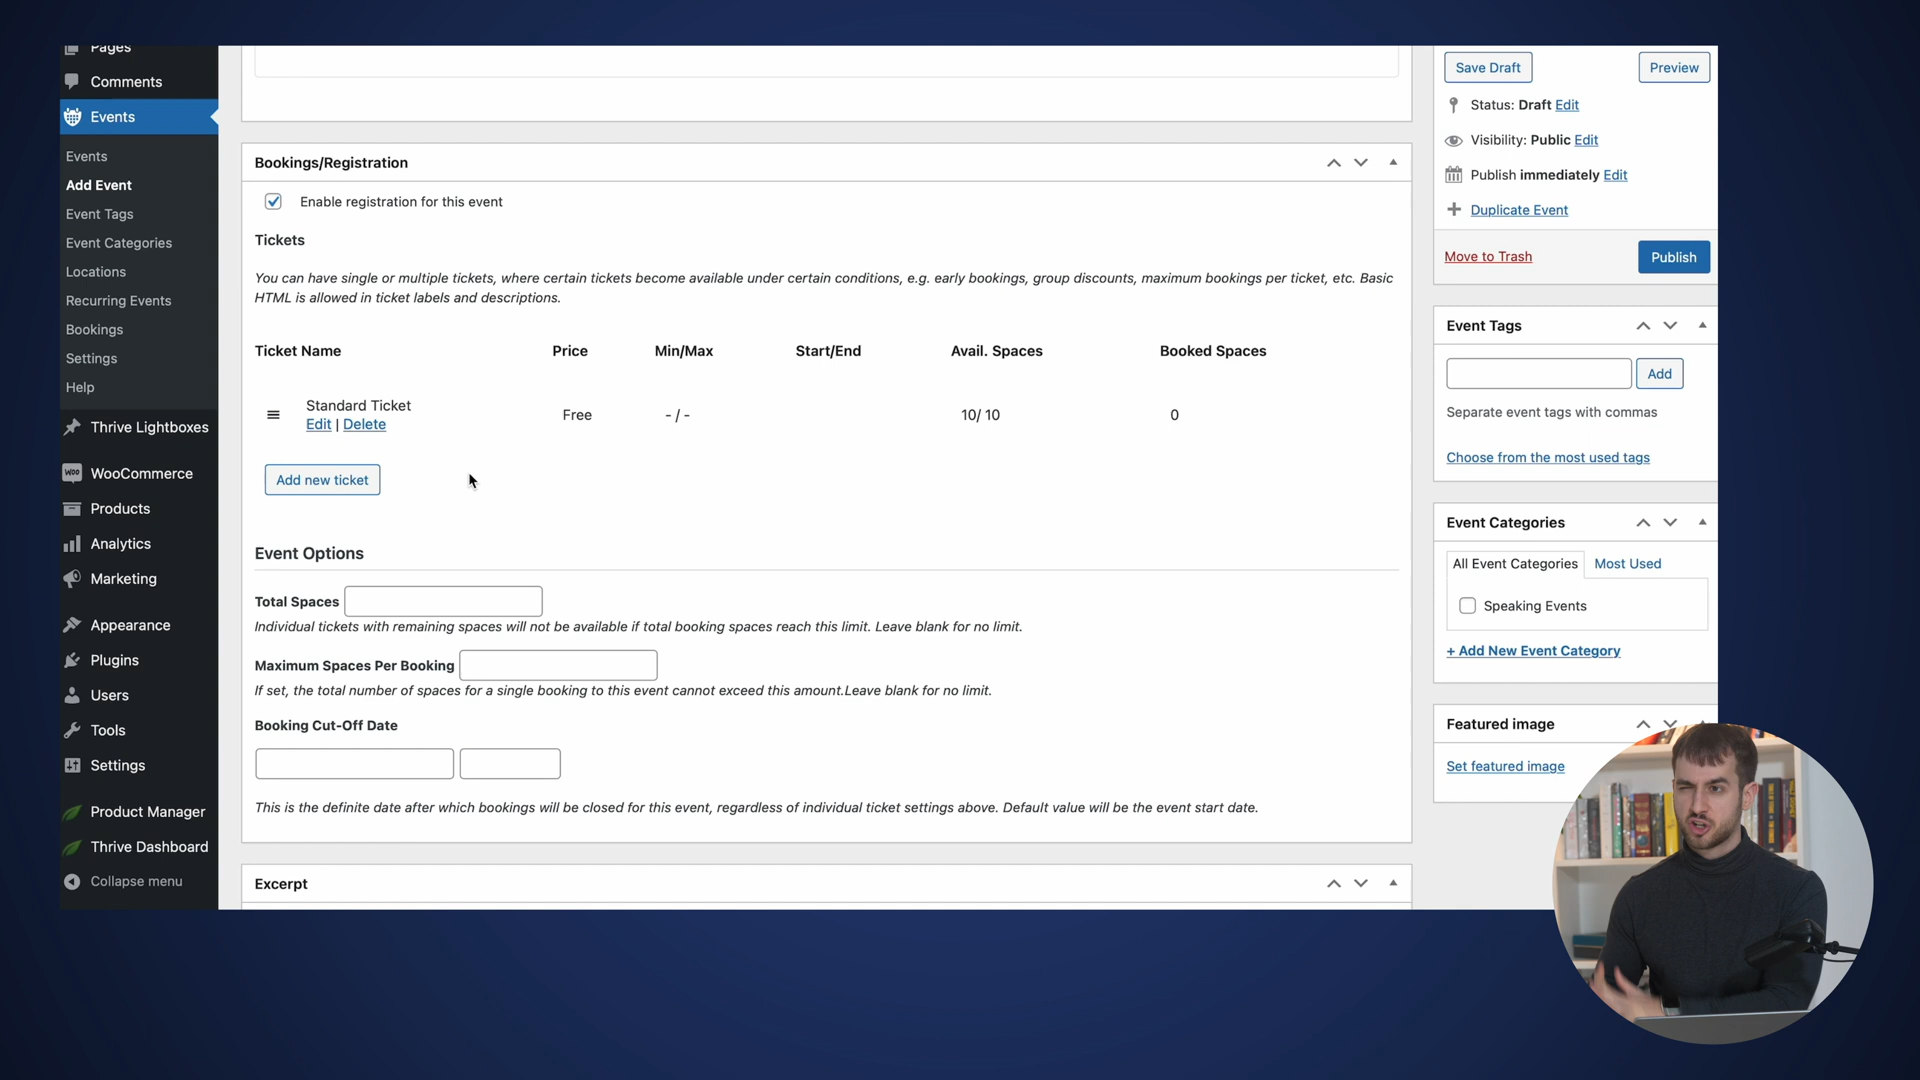 Pages
Comments
Events
Events
Add Event
Event Tags
Event Categories
Locations
Recurring Events
Bookings
Settings
Help
Thrive Lightboxes
WOO WooCommerce
Products
Analytics
Marketing
Appearance
Plugins
Users
Tools
Settings
Product Manager
Thrive Dashboard
Collapse menu
Bookings/Registration
Enable registration for this event
Tickets
You can have single or multiple tickets, where certain tickets become available under certain conditions, e.g. early bookings, group discounts, maximum bookings per ticket, etc. Basic
HTML is allowed in ticket labels and descriptions.
Ticket Name Price Min/Max Start/End Avail. Spaces Booked Spaces
Standard Ticket
Edit | Delete
Free - / - 10/ 10 0
Add new ticket
Event Options
Total Spaces
Individual tickets with remaining spaces will not be available if total booking spaces reach this limit. Leave blank for no limit.
Maximum Spaces Per Booking
If set, the total number of spaces for a single booking to this event cannot exceed this amount.Leave blank for no limit.
Booking Cut-Off Date
This is the definite date after which bookings will be closed for this event, regardless of individual ticket settings above. Default value will be the event start date.
Excerpt
Save Draft Preview
Status: Draft Edit
Visibility: Public Edit
Publish immediately Edit
Duplicate Event
Move to Trash Publish
Event Tags
Add
Separate event tags with commas
Choose from the most used tags
Event Categories
All Event Categories Most Used
Speaking Events
+ Add New Event Category
Featured image
Set featured image